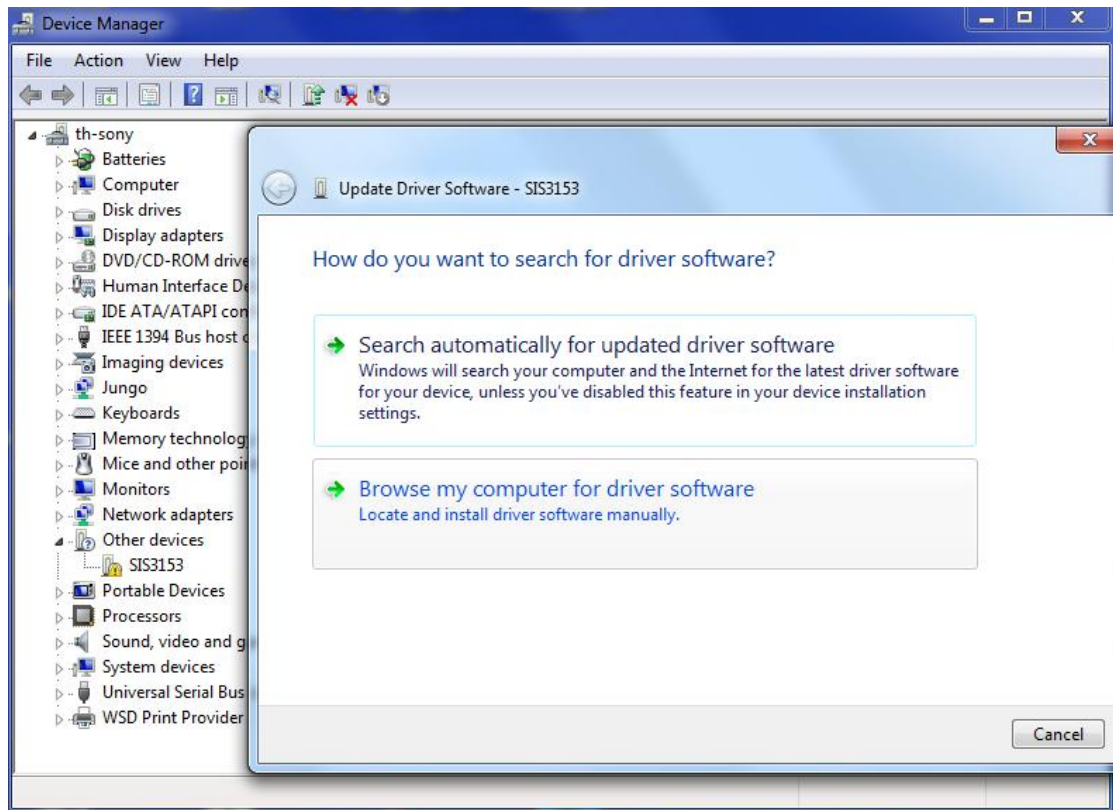 Device Manager
File Action View Help
th-sony
Batteries
Computer
Disk drives
Display adapters
DVD/CD-ROM drive
Human Interface De
IDE ATA/ATAPI con
IEEE 1394 Bus host c
Imaging devices
Jungo
Keyboards
Memory technolog
Mice and other poin
Monitors
Network adapters
Other devices
SIS3153
Portable Devices
Processors
Sound, video and g
System devices
Universal Serial Bus
WSD Print Provider
Update Driver Software - SIS3153
How do you want to search for driver software?
Search automatically for updated driver software
Windows will search your computer and the Internet for the latest driver software
for your device, unless you've disabled this feature in your device installation
settings.
Browse my computer for driver software
Locate and install driver software manually.
Cancel